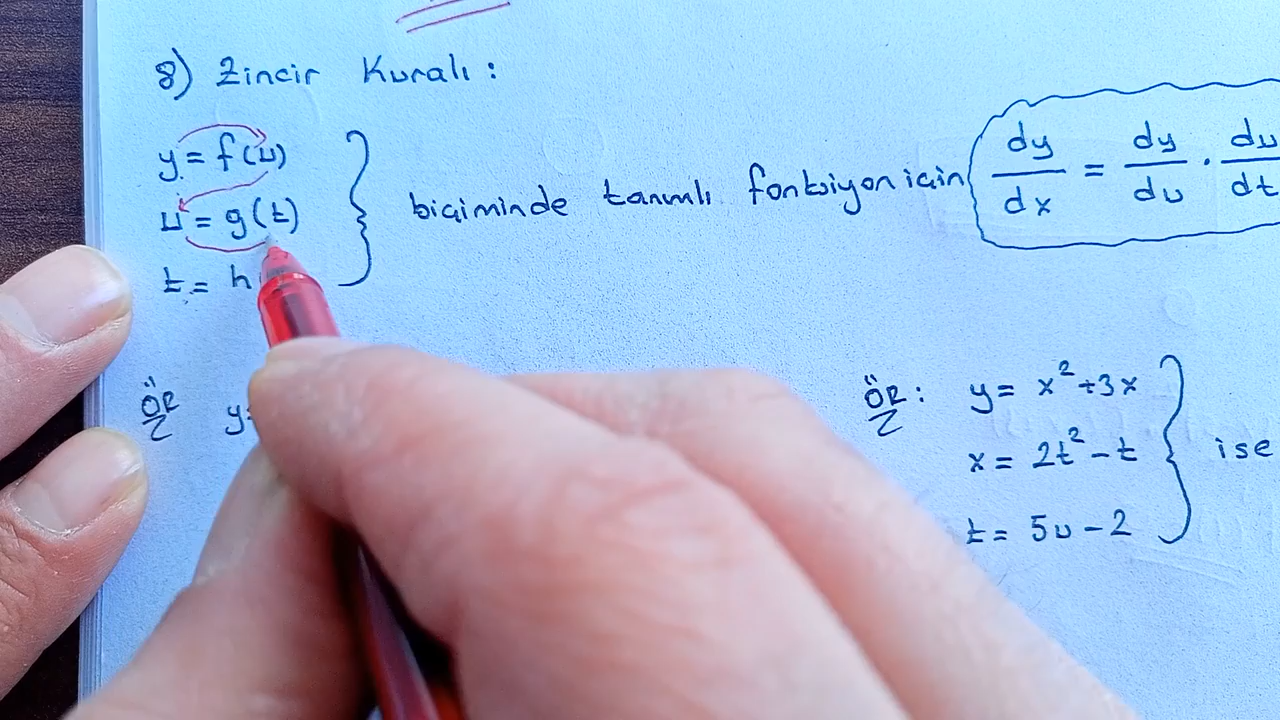 8) Zincir Kuralı :
y = f(u)
u = g(t)
t = h
biçiminde tanımlı fonksiyon için
dy/dx = dy/du . du/dt
ÖR y=
ÖR : y = x²+3x
x = 2t² - t
t = 5u - 2
ise